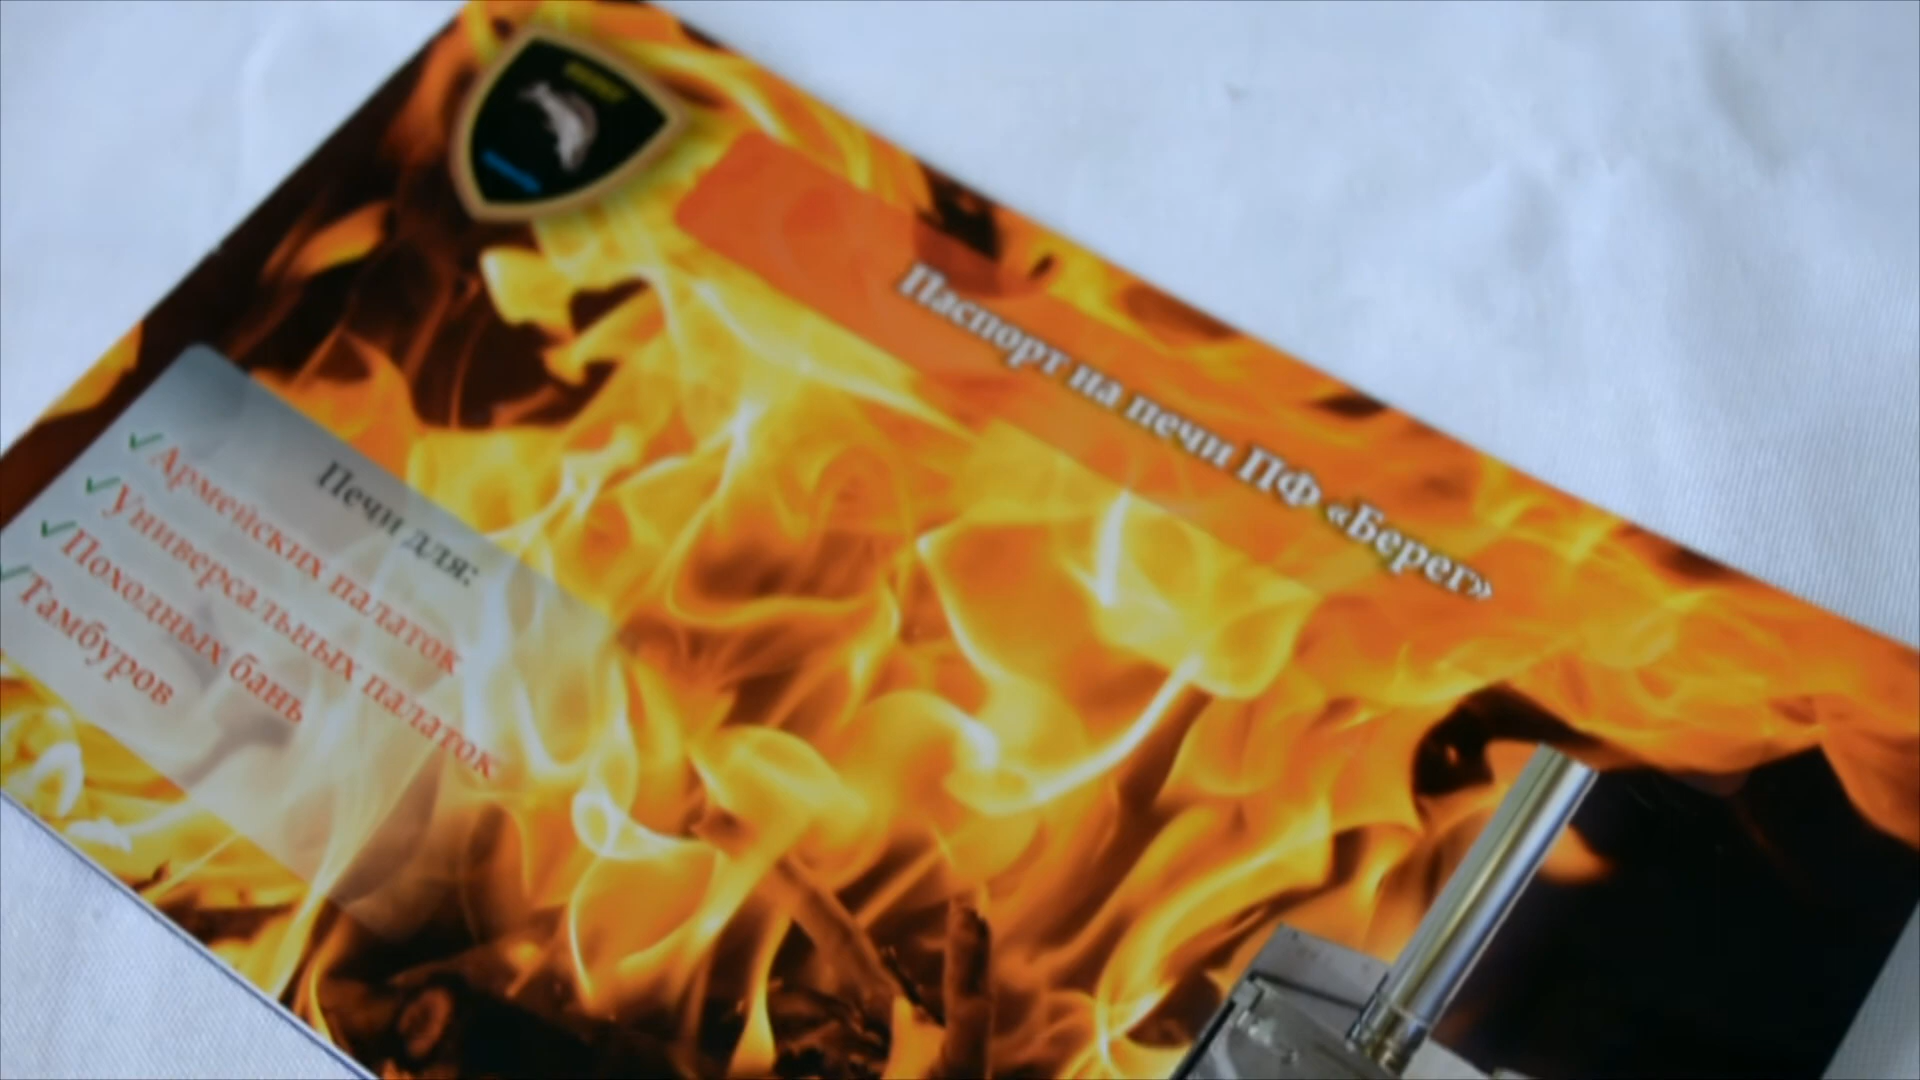 Паспорт на печи ПФ «Берег»
Печи для:
Армейских палаток
Универсальных палаток
Походных бань
Тамбуров